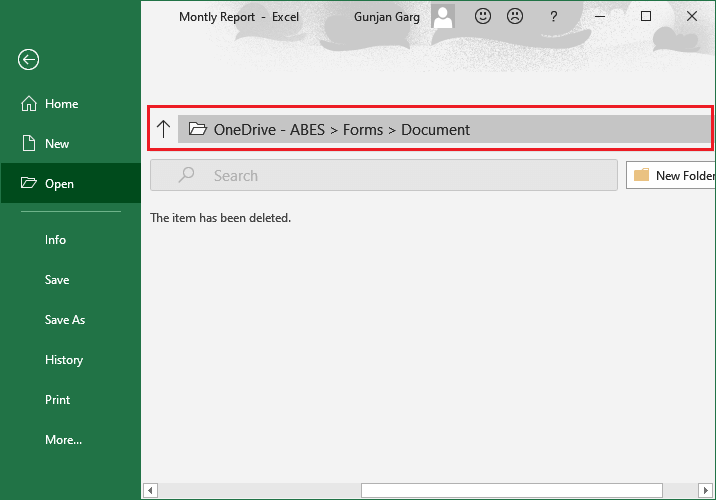 Montly Report - Excel
Gunjan Garg
?
Home
New
Open
Info
Save
Save As
History
Print
More...
OneDrive - ABES > Forms > Document
Search
New Folder
The item has been deleted.